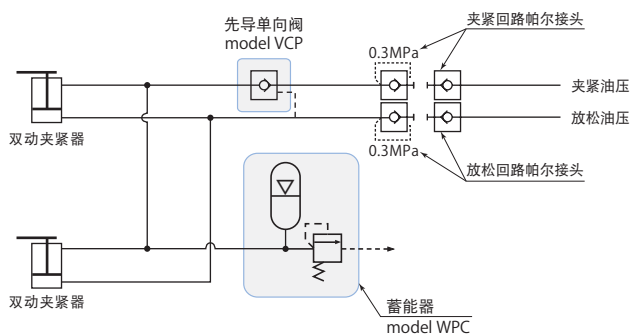 先导单向阀
model VCP
夹紧回路帕尔接头
0.3MPa
夹紧油压
放松油压
双动夹紧器
0.3MPa
放松回路帕尔接头
双动夹紧器
蓄能器
model WPC